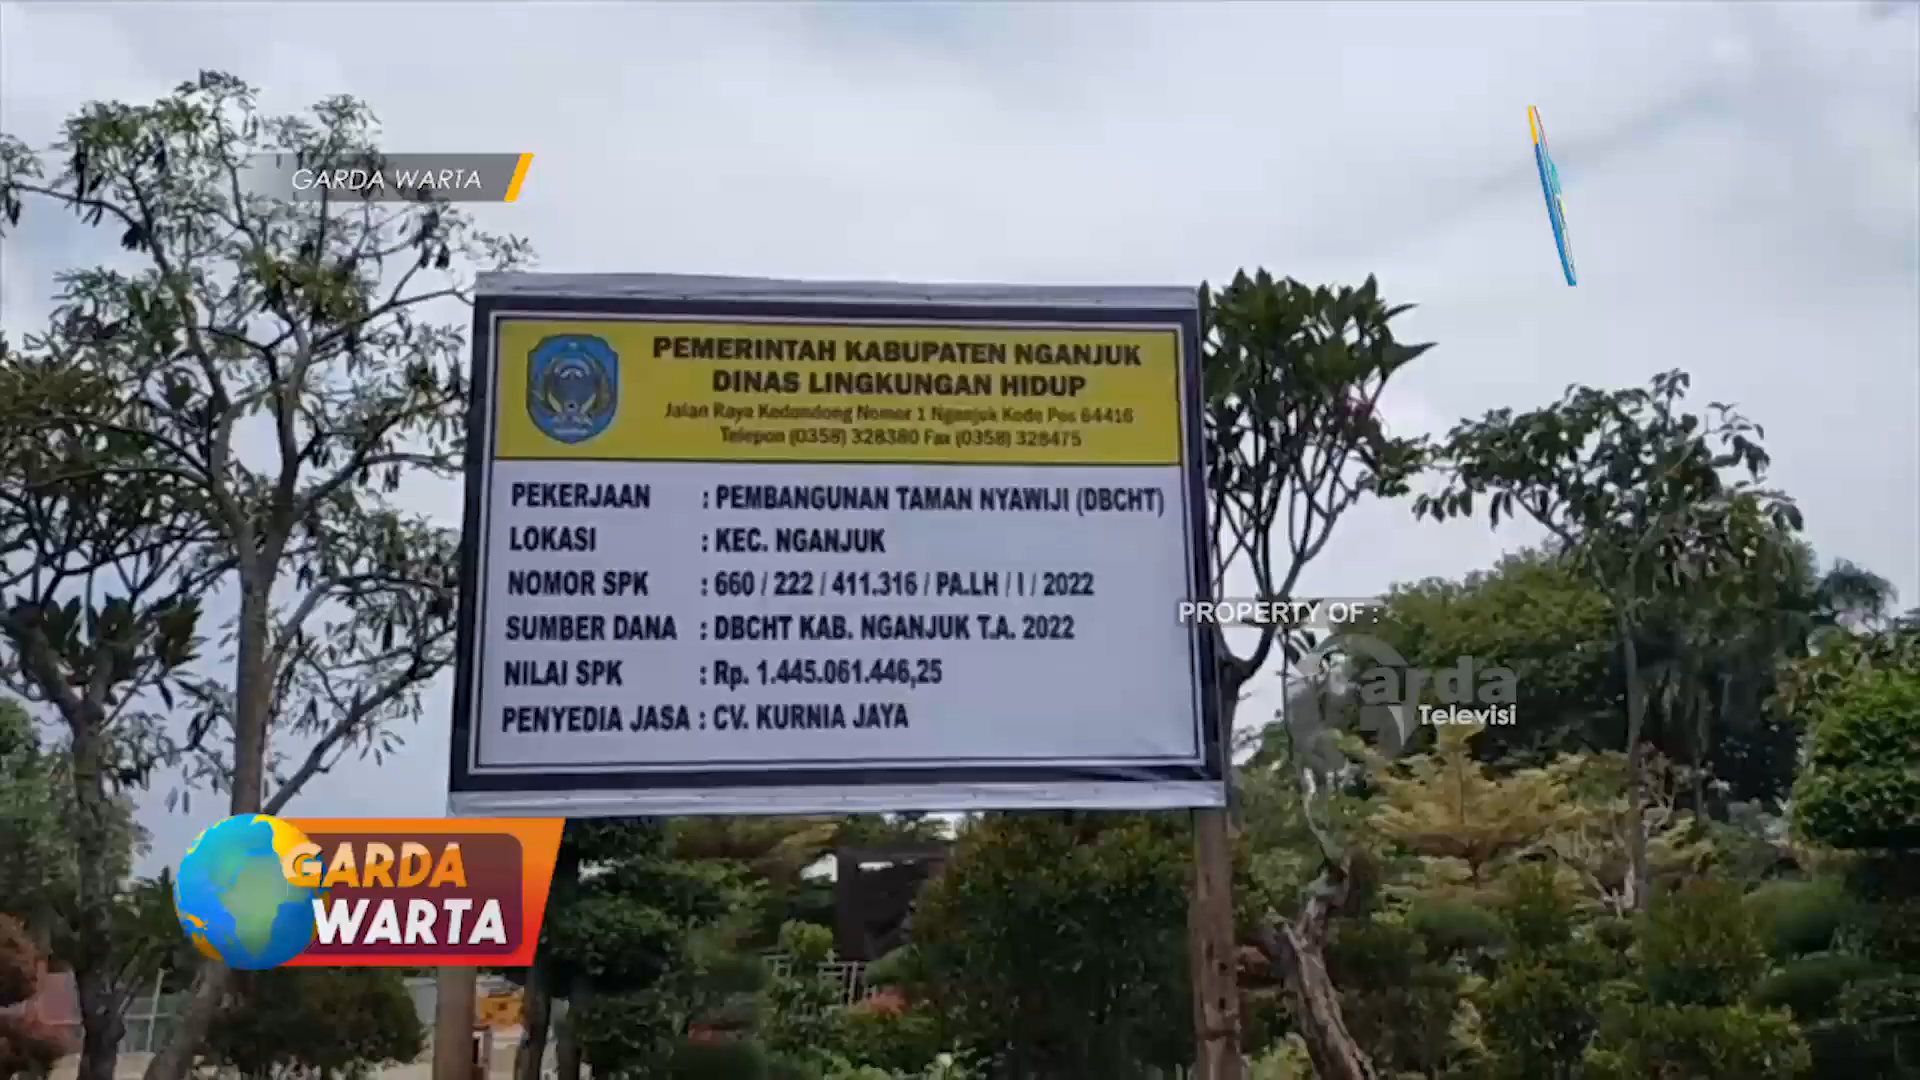 GARDA WARTA
PEMERINTAH KABUPATEN NGANJUK
DINAS LINGKUNGAN HIDUP
Jalan Raya Kedondong Nomor 1 Nganjuk Kode Pos 64416
Telepon (0358) 328380 Fax (0358) 328475
PEKERJAAN : PEMBANGUNAN TAMAN NYAWIJI (DBCHT)
LOKASI : KEC. NGANJUK
NOMOR SPK : 660 / 222 / 411.316 / PA.LH / I / 2022
SUMBER DANA : DBCHT KAB. NGANJUK T.A. 2022
NILAI SPK : Rp. 1.445.061.446,25
PENYEDIA JASA : CV. KURNIA JAYA
PROPERTY OF :
Garda
Televisi
GARDA
WARTA